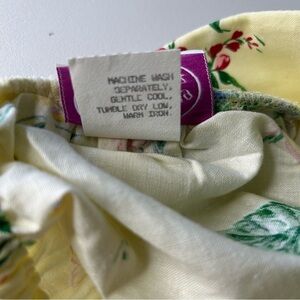 MACHINE WASH
SEPARATELY,
GENTLE COOL,
TUMBLE DRY LOW,
WARM IRON.